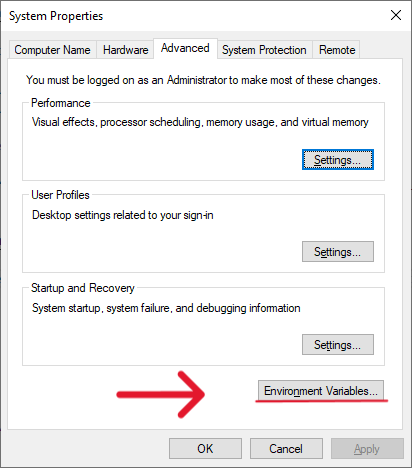 System Properties
Computer Name Hardware Advanced System Protection Remote
You must be logged on as an Administrator to make most of these changes.
Performance
Visual effects, processor scheduling, memory usage, and virtual memory
Settings...
User Profiles
Desktop settings related to your sign-in
Settings...
Startup and Recovery
System startup, system failure, and debugging information
Settings...
Environment Variables...
OK Cancel Apply